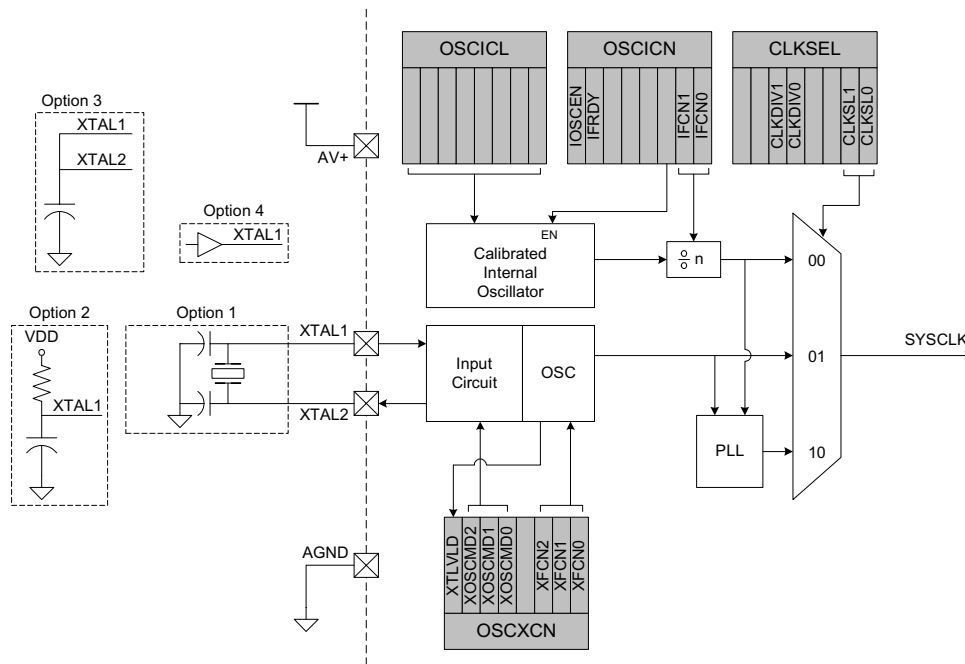 OSCICL
OSCICN
CLKSEL
IOSCEN
IFRDY
IFCN1
IFCN0
CLKDIV1
CLKDIV0
CLKSL1
CLKSL0
Option 3
XTAL1
XTAL2
AV+
Option 4
XTAL1
EN
Calibrated
Internal
Oscillator
n
00
Option 2
VDD
XTAL1
Option 1
XTAL1
XTAL2
Input
Circuit
OSC
01
SYSCLK
PLL
10
AGND
XTLVLD
XOSCMD2
XOSCMD1
XOSCMD0
XFCN2
XFCN1
XFCN0
OSCXCN